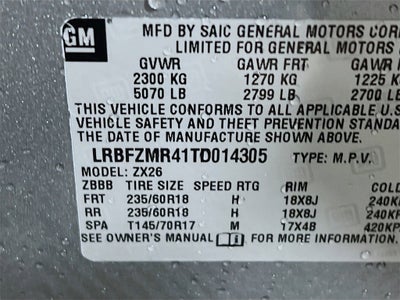 GM
MFD BY SAIC GENERAL MOTORS COR
LIMITED FOR GENERAL MOTORS
GVWR GAWR FRT GAWR
2300 KG 1270 KG 1225
5070 LB 2799 LB 2700
THIS VEHICLE CONFORMS TO ALL APPLICABLE U.S
VEHICLE SAFETY AND THEFT PREVENTION STANDA
THE DATE OF MANUFACTURE SHOWN ABOVE.
LRBFZMR41TD014305 TYPE: M.P.V.
MODEL: ZX26
ZBBB TIRE SIZE SPEED RTG RIM COL
FRT 235/60R18 H 18X8J 240K
RR 235/60R18 H 18X8J 240K
SPA T145/70R17 M 17X4B 420KP
SEE OWNER'S MANUAL FOR MORE INFORMATION.